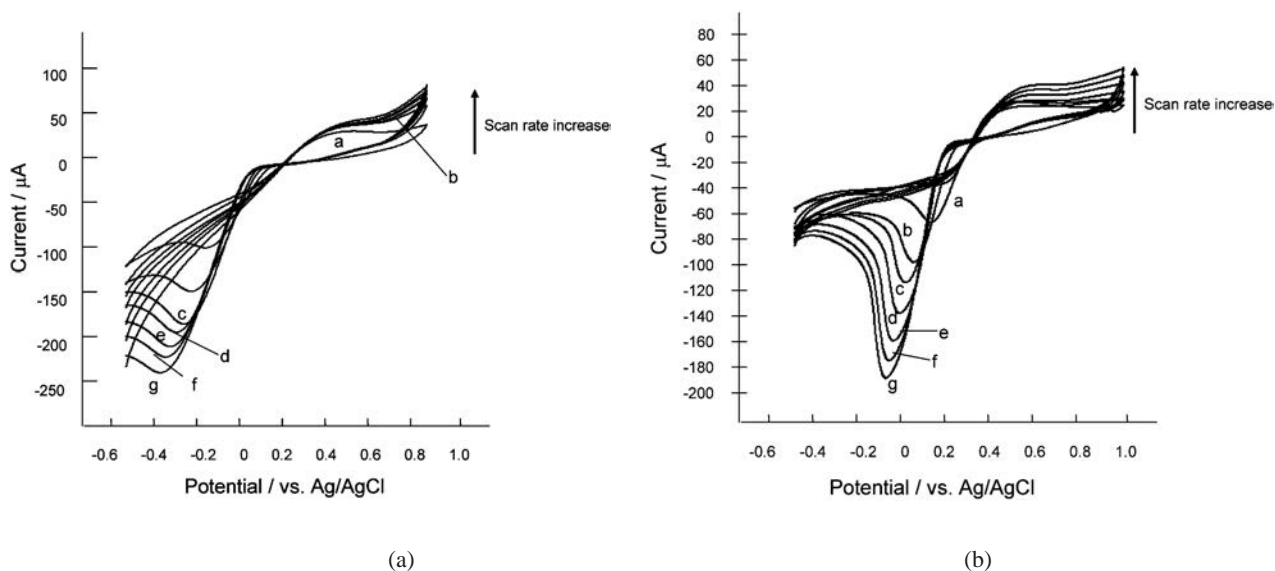 100
50
0
-50
-100
-150
-200
-250
Current / μA
-0.6 -0.4 -0.2 0 0.2 0.4 0.6 0.8 1.0
Potential / vs. Ag/AgCl
a
b
c
d
e
f
g
Scan rate increase
(a)
80
60
40
20
0
-20
-40
-60
-80
-100
-120
-140
-160
-180
-200
Current / μA
-0.6 -0.4 -0.2 0 0.2 0.4 0.6 0.8 1.0
Potential / vs. Ag/AgCl
a
b
c
d
e
f
g
Scan rate increase
(b)